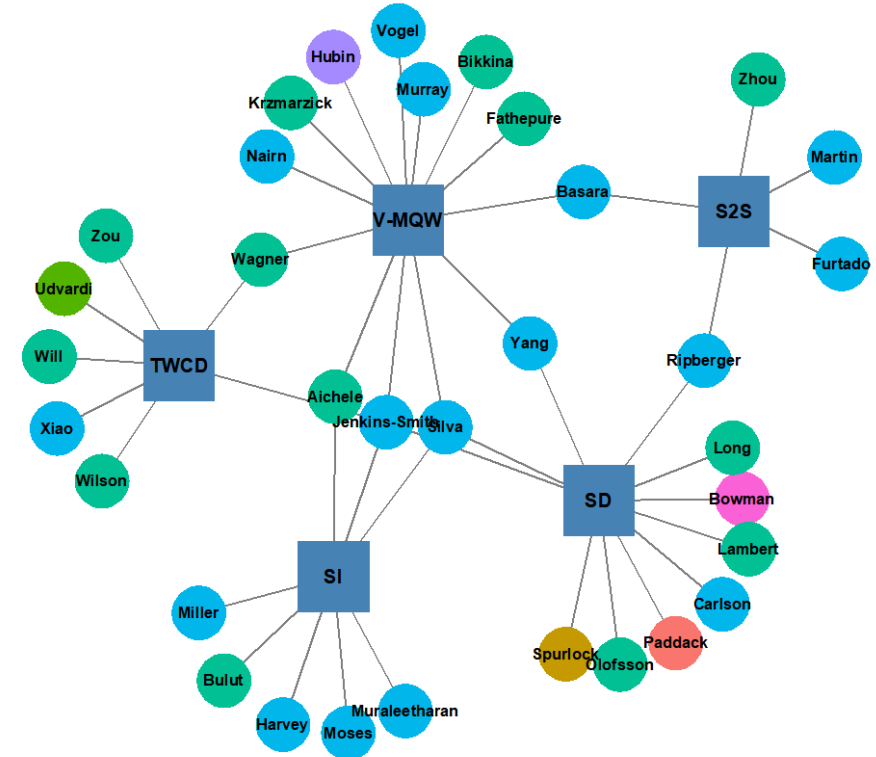 Vogel
Hubin
Bikkina
Zhou
Murray
Krzmarzick
Fathepure
Nairn
Martin
Basara
S2S
V-MQW
Zou
Wagner
Furtado
Udvardi
Yang
Will
Ripberger
TWCD
Aichele
Jenkins-Smith
Silva
Xiao
Long
Wilson
SD
Bowman
Lambert
SI
Carlson
Miller
Paddack
Spurlock
Olofsson
Bulut
Muraleetharan
Harvey
Moses